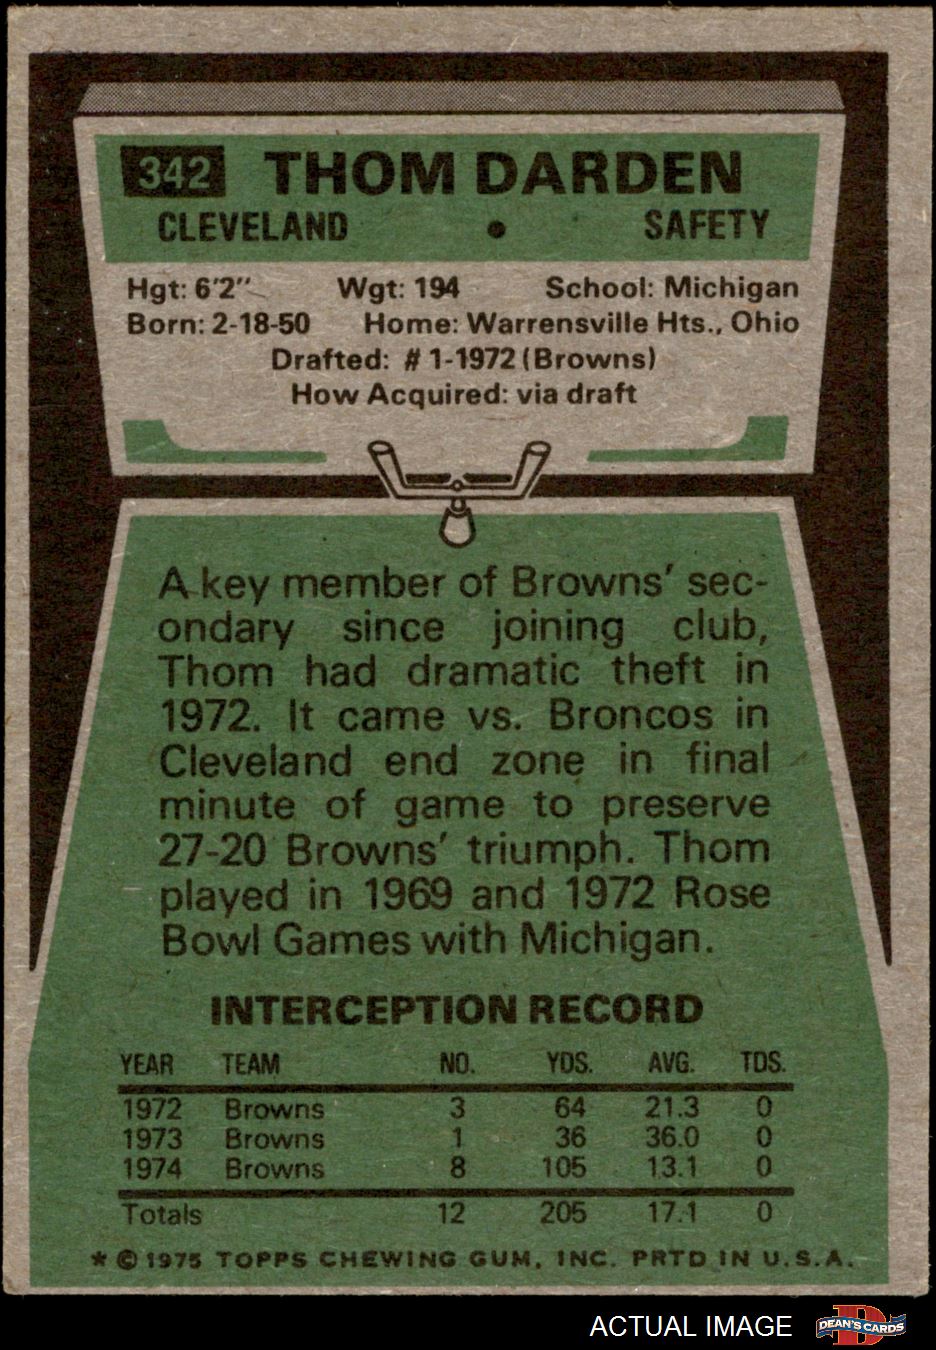 342 THOM DARDEN
CLEVELAND • SAFETY
Hgt: 6'2" Wgt: 194 School: Michigan
Born: 2-18-50 Home: Warrensville Hts., Ohio
Drafted: #1-1972 (Browns)
How Acquired: via draft
A key member of Browns' sec-
ondary since joining club,
Thom had dramatic theft in
1972. It came vs. Broncos in
Cleveland end zone in final
minute of game to preserve
27-20 Browns' triumph. Thom
played in 1969 and 1972 Rose
Bowl Games with Michigan.
INTERCEPTION RECORD
YEAR TEAM NO. YDS. AVG. TDS.
1972 Browns 3 64 21.3 0
1973 Browns 1 36 36.0 0
1974 Browns 8 105 13.1 0
Totals 12 205 17.1 0
* © 1975 TOPPS CHEWING GUM, INC. PRTD IN U.S.A.
ACTUAL IMAGE D DEAN'S CARDS